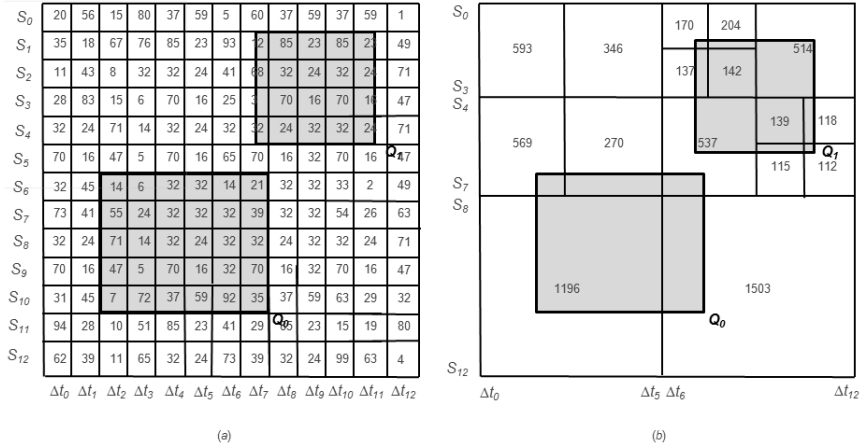 S0 20 56 15 80 37 59 5 60 37 59 37 59 1
S1 35 18 67 76 85 23 93 12 85 23 85 23 49
S2 11 43 8 32 32 24 41 68 32 24 32 24 71
S3 28 83 15 6 70 16 25 3 70 16 70 16 47
S4 32 24 71 14 32 24 32 32 24 32 32 24 71
Q1
S5 70 16 47 5 70 16 65 70 16 32 70 16 47
S6 32 45 14 6 32 32 14 21 32 32 33 2 49
S7 73 41 55 24 32 32 32 39 32 32 54 26 63
S8 32 24 71 14 32 24 32 32 24 32 32 24 71
S9 70 16 47 5 70 16 32 70 16 32 70 16 47
S10 31 45 7 72 37 59 92 35 37 59 63 29 32
Q0
S11 94 28 10 51 85 23 41 29 85 23 15 19 80
S12 62 39 11 65 32 24 73 39 32 24 99 63 4
Δt0 Δt1 Δt2 Δt3 Δt4 Δt5 Δt6 Δt7 Δt8 Δt9 Δt10 Δt11 Δt12
(a)
S0
170 204
593 346 514
137 142
S3
S4
139 118
569 270 537
Q1
115 112
S7
S8
1196 1503
Q0
S12
Δt0 Δt5 Δt6 Δt12
(b)